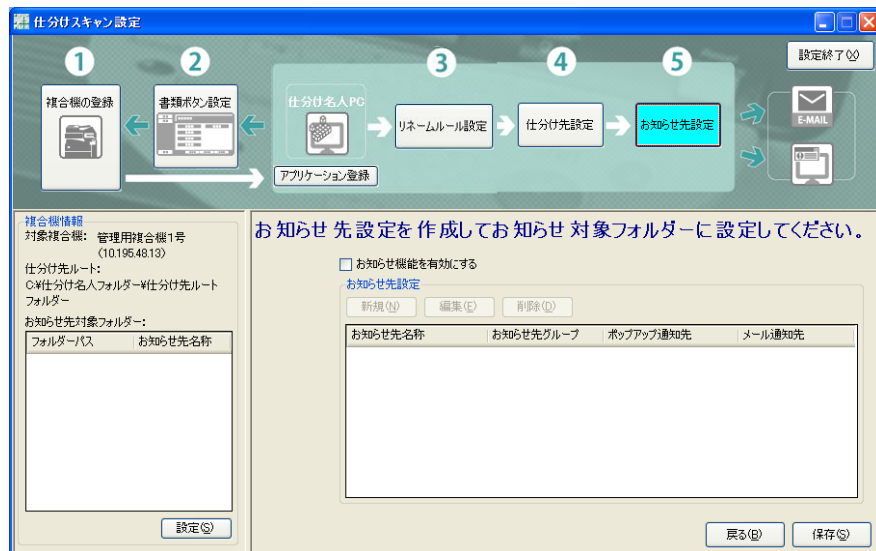 仕分けスキャン設定
1
2
3
4
5
設定終了(X)
複合機の登録
書類ボタン設定
仕分け名人PC
リネームルール設定
仕分け先設定
お知らせ先設定
E-MAIL
アプリケーション登録
複合機情報
対象複合機: 管理用複合機1号
(10.195.48.13)
仕分け先ルート:
C:¥仕分け名人フォルダー¥仕分け先ルート
フォルダー
お知らせ先対象フォルダー:
フォルダーパス お知らせ先名称
設定(S)
お知らせ先設定を作成してお知らせ対象フォルダーに設定してください。
お知らせ機能を有効にする
お知らせ先設定
新規(N) 編集(E) 削除(D)
お知らせ先名称 お知らせ先グループ ポップアップ通知先 メール通知先
戻る(B) 保存(S)